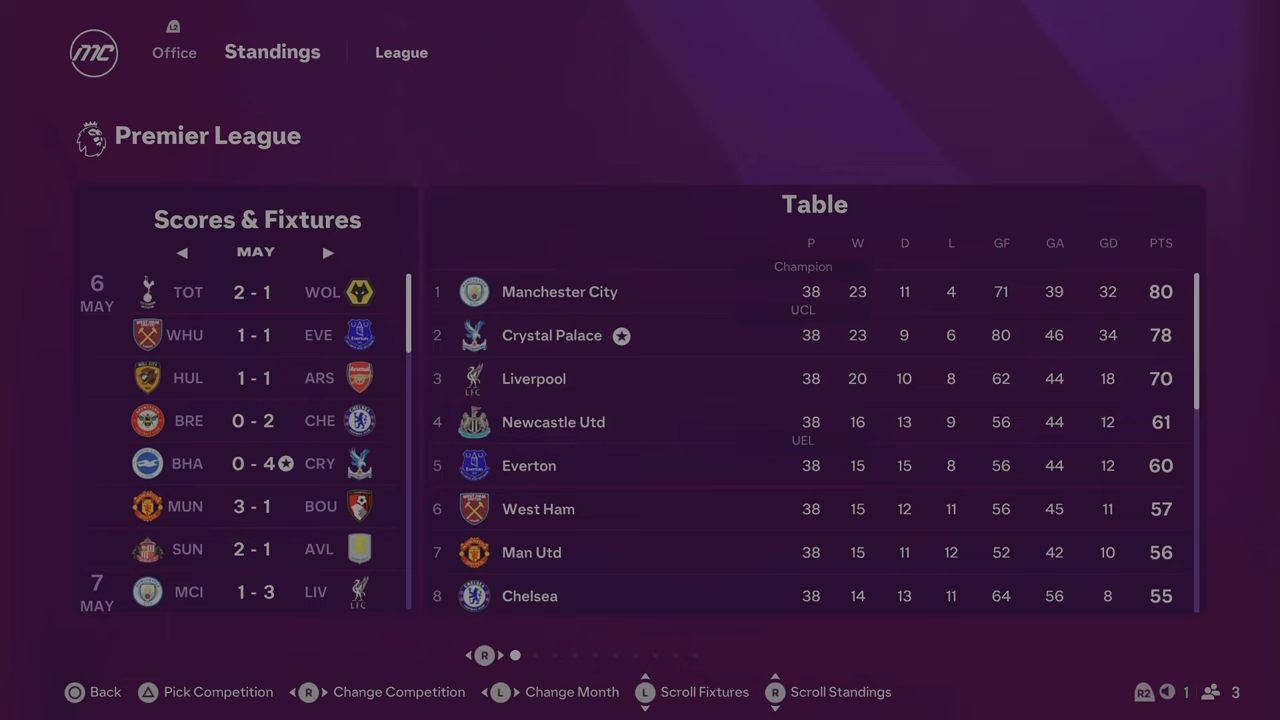 L2
MC Office Standings League
Premier League
Scores & Fixtures
MAY
6 MAY
TOT 2 - 1 WOL
WHU 1 - 1 EVE
HUL 1 - 1 ARS
BRE 0 - 2 CHE
BHA 0 - 4 CRY
MUN 3 - 1 BOU
SUN 2 - 1 AVL
7 MAY
MCI 1 - 3 LIV
Table
P W D L GF GA GD PTS
Champion
1 Manchester City 38 23 11 4 71 39 32 80
UCL
2 Crystal Palace 38 23 9 6 80 46 34 78
3 Liverpool 38 20 10 8 62 44 18 70
4 Newcastle Utd 38 16 13 9 56 44 12 61
UEL
5 Everton 38 15 15 8 56 44 12 60
6 West Ham 38 15 12 11 56 45 11 57
7 Man Utd 38 15 11 12 52 42 10 56
8 Chelsea 38 14 13 11 64 56 8 55
R
Back Pick Competition R Change Competition L Change Month L Scroll Fixtures R Scroll Standings R2 1 3